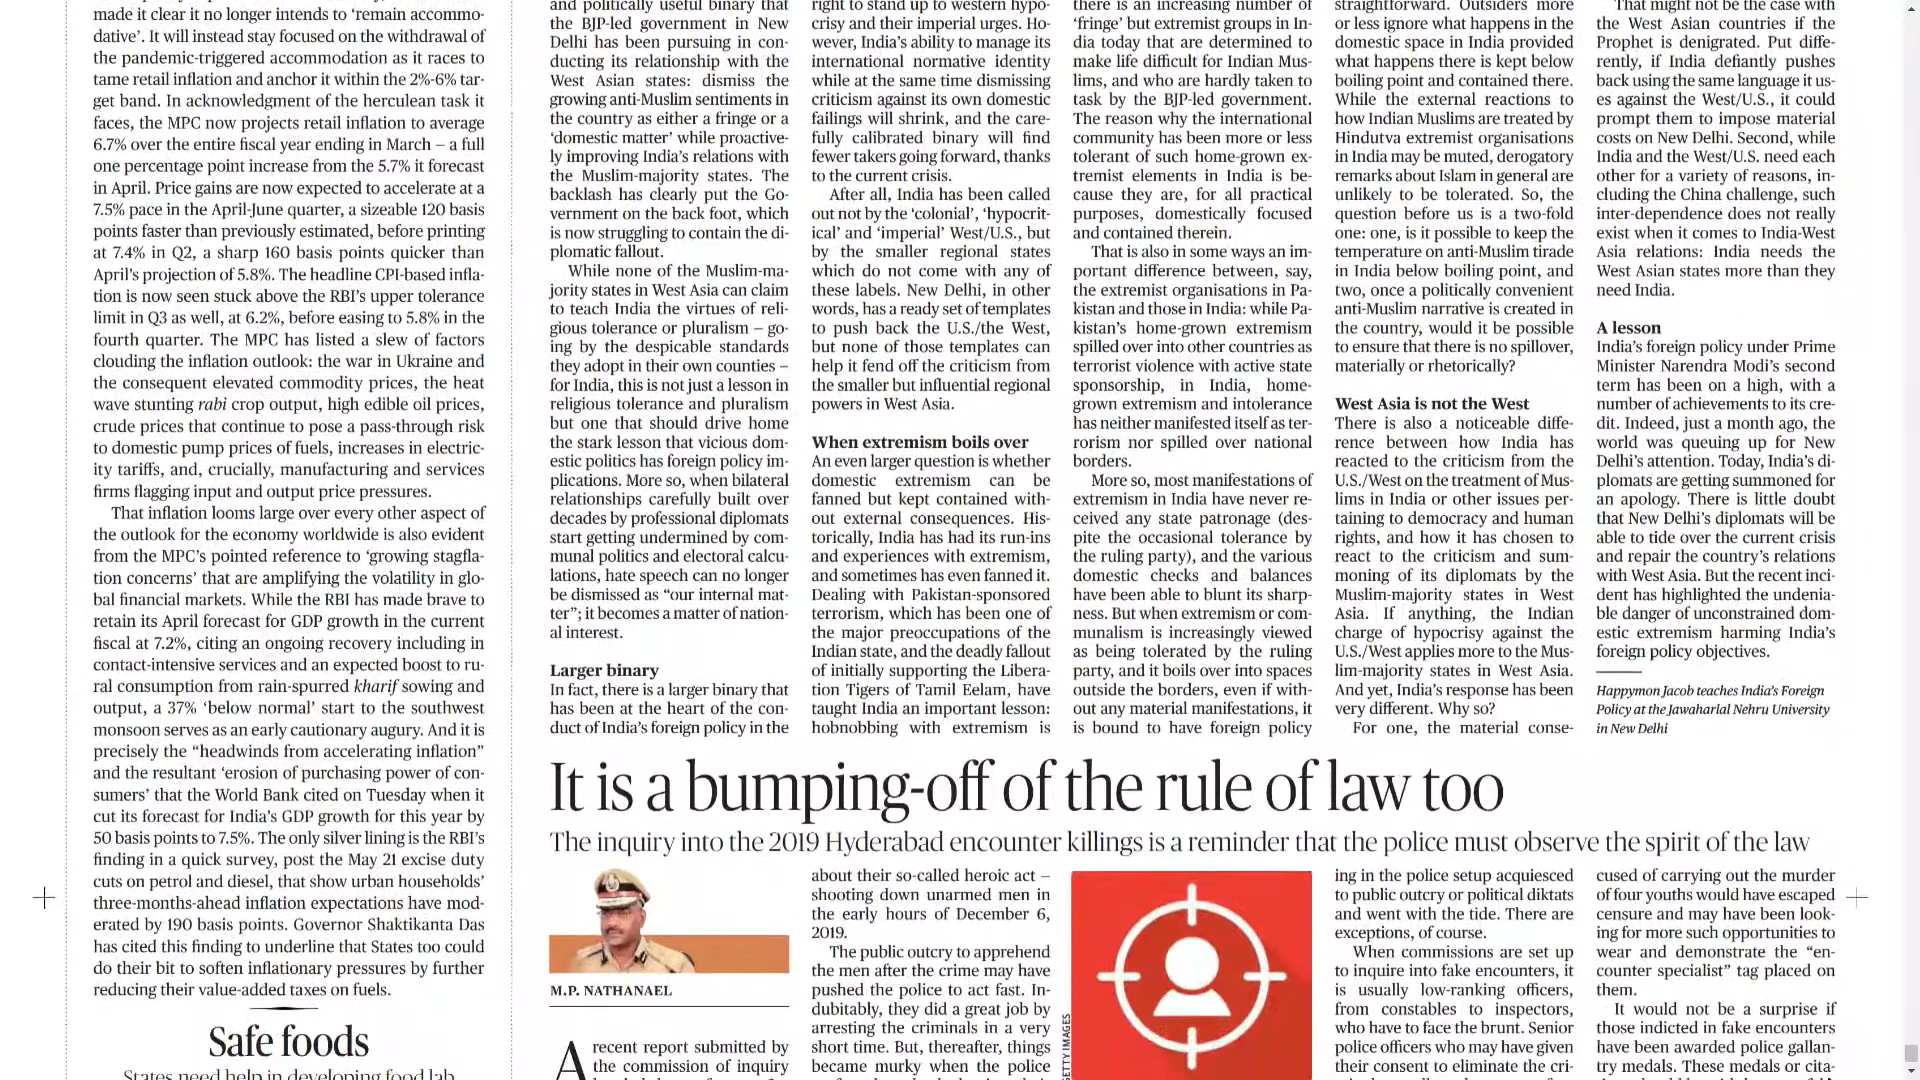 made it clear it no longer intends to ‘remain accommo-
dative’. It will instead stay focused on the withdrawal of
the pandemic-triggered accommodation as it races to
tame retail inflation and anchor it within the 2%-6% tar-
get band. In acknowledgment of the herculean task it
faces, the MPC now projects retail inflation to average
6.7% over the entire fiscal year ending in March – a full
one percentage point increase from the 5.7% it forecast
in April. Price gains are now expected to accelerate at a
7.5% pace in the April-June quarter, a sizeable 120 basis
points faster than previously estimated, before printing
at 7.4% in Q2, a sharp 160 basis points quicker than
April’s projection of 5.8%. The headline CPI-based infla-
tion is now seen stuck above the RBI’s upper tolerance
limit in Q3 as well, at 6.2%, before easing to 5.8% in the
fourth quarter. The MPC has listed a slew of factors
clouding the inflation outlook: the war in Ukraine and
the consequent elevated commodity prices, the heat
wave stunting rabi crop output, high edible oil prices,
crude prices that continue to pose a pass-through risk
to domestic pump prices of fuels, increases in electric-
ity tariffs, and, crucially, manufacturing and services
firms flagging input and output price pressures.
That inflation looms large over every other aspect of
the outlook for the economy worldwide is also evident
from the MPC’s pointed reference to ‘growing stagfla-
tion concerns’ that are amplifying the volatility in glo-
bal financial markets. While the RBI has made brave to
retain its April forecast for GDP growth in the current
fiscal at 7.2%, citing an ongoing recovery including in
contact-intensive services and an expected boost to ru-
ral consumption from rain-spurred kharif sowing and
output, a 37% ‘below normal’ start to the southwest
monsoon serves as an early cautionary augury. And it is
precisely the “headwinds from accelerating inflation”
and the resultant ‘erosion of purchasing power of con-
sumers’ that the World Bank cited on Tuesday when it
cut its forecast for India’s GDP growth for this year by
50 basis points to 7.5%. The only silver lining is the RBI’s
finding in a quick survey, post the May 21 excise duty
cuts on petrol and diesel, that show urban households’
three-months-ahead inflation expectations have mod-
erated by 190 basis points. Governor Shaktikanta Das
has cited this finding to underline that States too could
do their bit to soften inflationary pressures by further
reducing their value-added taxes on fuels.
Safe foods
States need help in developing food lab
and politically useful binary that
the BJP-led government in New
Delhi has been pursuing in con-
ducting its relationship with the
West Asian states: dismiss the
growing anti-Muslim sentiments in
the country as either a fringe or a
‘domestic matter’ while proactive-
ly improving India’s relations with
the Muslim-majority states. The
backlash has clearly put the Go-
vernment on the back foot, which
is now struggling to contain the di-
plomatic fallout.
While none of the Muslim-ma-
jority states in West Asia can claim
to teach India the virtues of reli-
gious tolerance or pluralism – go-
ing by the despicable standards
they adopt in their own counties –
for India, this is not just a lesson in
religious tolerance and pluralism
but one that should drive home
the stark lesson that vicious dom-
estic politics has foreign policy im-
plications. More so, when bilateral
relationships carefully built over
decades by professional diplomats
start getting undermined by com-
munal politics and electoral calcu-
lations, hate speech can no longer
be dismissed as “our internal mat-
ter”; it becomes a matter of nation-
al interest.
Larger binary
In fact, there is a larger binary that
has been at the heart of the con-
duct of India’s foreign policy in the
right to stand up to western hypo-
crisy and their imperial urges. Ho-
wever, India’s ability to manage its
international normative identity
while at the same time dismissing
criticism against its own domestic
failings will shrink, and the care-
fully calibrated binary will find
fewer takers going forward, thanks
to the current crisis.
After all, India has been called
out not by the ‘colonial’, ‘hypocrit-
ical’ and ‘imperial’ West/U.S., but
by the smaller regional states
which do not come with any of
these labels. New Delhi, in other
words, has a ready set of templates
to push back the U.S./the West,
but none of those templates can
help it fend off the criticism from
the smaller but influential regional
powers in West Asia.
When extremism boils over
An even larger question is whether
domestic extremism can be
fanned but kept contained with-
out external consequences. His-
torically, India has had its run-ins
and experiences with extremism,
and sometimes has even fanned it.
Dealing with Pakistan-sponsored
terrorism, which has been one of
the major preoccupations of the
Indian state, and the deadly fallout
of initially supporting the Libera-
tion Tigers of Tamil Eelam, have
taught India an important lesson:
hobnobbing with extremism is
there is an increasing number of
‘fringe’ but extremist groups in In-
dia today that are determined to
make life difficult for Indian Mus-
lims, and who are hardly taken to
task by the BJP-led government.
The reason why the international
community has been more or less
tolerant of such home-grown ex-
tremist elements in India is be-
cause they are, for all practical
purposes, domestically focused
and contained therein.
That is also in some ways an im-
portant difference between, say,
the extremist organisations in Pa-
kistan and those in India: while Pa-
kistan’s home-grown extremism
spilled over into other countries as
terrorist violence with active state
sponsorship, in India, home-
grown extremism and intolerance
has neither manifested itself as ter-
rorism nor spilled over national
borders.
More so, most manifestations of
extremism in India have never re-
ceived any state patronage (des-
pite the occasional tolerance by
the ruling party), and the various
domestic checks and balances
have been able to blunt its sharp-
ness. But when extremism or com-
munalism is increasingly viewed
as being tolerated by the ruling
party, and it boils over into spaces
outside the borders, even if with-
out any material manifestations, it
is bound to have foreign policy
straightforward. Outsiders more
or less ignore what happens in the
domestic space in India provided
what happens there is kept below
boiling point and contained there.
While the external reactions to
how Indian Muslims are treated by
Hindutva extremist organisations
in India may be muted, derogatory
remarks about Islam in general are
unlikely to be tolerated. So, the
question before us is a two-fold
one: one, is it possible to keep the
temperature on anti-Muslim tirade
in India below boiling point, and
two, once a politically convenient
anti-Muslim narrative is created in
the country, would it be possible
to ensure that there is no spillover,
materially or rhetorically?
West Asia is not the West
There is also a noticeable diffe-
rence between how India has
reacted to the criticism from the
U.S./West on the treatment of Mus-
lims in India or other issues per-
taining to democracy and human
rights, and how it has chosen to
react to the criticism and sum-
moning of its diplomats by the
Muslim-majority states in West
Asia. If anything, the Indian
charge of hypocrisy against the
U.S./West applies more to the Mus-
lim-majority states in West Asia.
And yet, India’s response has been
very different. Why so?
For one, the material conse-
That might not be the case with
the West Asian countries if the
Prophet is denigrated. Put diffe-
rently, if India defiantly pushes
back using the same language it us-
es against the West/U.S., it could
prompt them to impose material
costs on New Delhi. Second, while
India and the West/U.S. need each
other for a variety of reasons, in-
cluding the China challenge, such
inter-dependence does not really
exist when it comes to India-West
Asia relations: India needs the
West Asian states more than they
need India.
A lesson
India’s foreign policy under Prime
Minister Narendra Modi’s second
term has been on a high, with a
number of achievements to its cre-
dit. Indeed, just a month ago, the
world was queuing up for New
Delhi’s attention. Today, India’s di-
plomats are getting summoned for
an apology. There is little doubt
that New Delhi’s diplomats will be
able to tide over the current crisis
and repair the country’s relations
with West Asia. But the recent inci-
dent has highlighted the undenia-
ble danger of unconstrained dom-
estic extremism harming India’s
foreign policy objectives.
Happymon Jacob teaches India’s Foreign
Policy at the Jawaharlal Nehru University
in New Delhi
It is a bumping-off of the rule of law too
The inquiry into the 2019 Hyderabad encounter killings is a reminder that the police must observe the spirit of the law
M.P. NATHANAEL
A recent report submitted by
the commission of inquiry
about their so-called heroic act –
shooting down unarmed men in
the early hours of December 6,
2019.
The public outcry to apprehend
the men after the crime may have
pushed the police to act fast. In-
dubitably, they did a great job by
arresting the criminals in a very
short time. But, thereafter, things
became murky when the police
GETTY IMAGES
ing in the police setup acquiesced
to public outcry or political diktats
and went with the tide. There are
exceptions, of course.
When commissions are set up
to inquire into fake encounters, it
is usually low-ranking officers,
from constables to inspectors,
who have to face the brunt. Senior
police officers who may have given
their consent to eliminate the cri-
cused of carrying out the murder
of four youths would have escaped
censure and may have been look-
ing for more such opportunities to
wear and demonstrate the “en-
counter specialist” tag placed on
them.
It would not be a surprise if
those indicted in fake encounters
have been awarded police gallan-
try medals. These medals or cita-